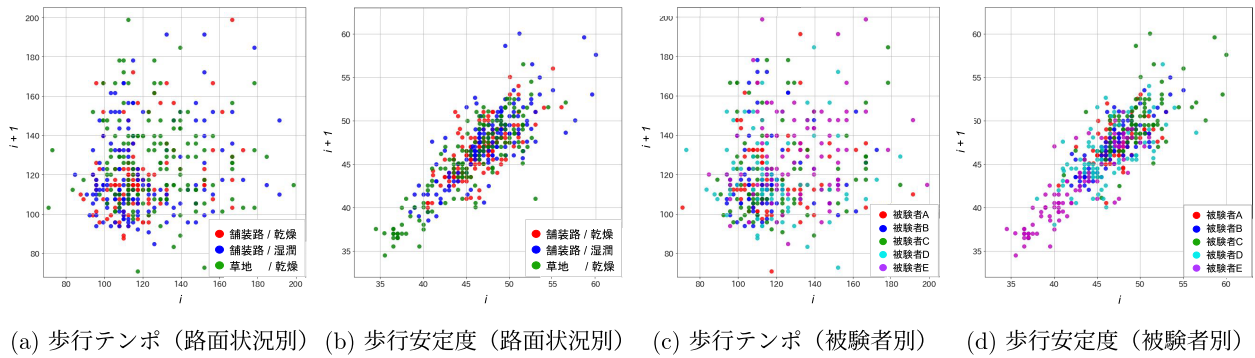 200
180
160
140
120
100
80
80 100 120 140 160 180 200
i + 1
i
舗装路 / 乾燥
舗装路 / 湿潤
草地 / 乾燥
(a) 歩行テンポ（路面状況別）
60
55
50
45
40
35
35 40 45 50 55 60
i + 1
i
舗装路 / 乾燥
舗装路 / 湿潤
草地 / 乾燥
(b) 歩行安定度（路面状況別）
200
180
160
140
120
100
80
80 100 120 140 160 180 200
i + 1
i
被験者A
被験者B
被験者C
被験者D
被験者E
(c) 歩行テンポ（被験者別）
60
55
50
45
40
35
35 40 45 50 55 60
i + 1
i
被験者A
被験者B
被験者C
被験者D
被験者E
(d) 歩行安定度（被験者別）